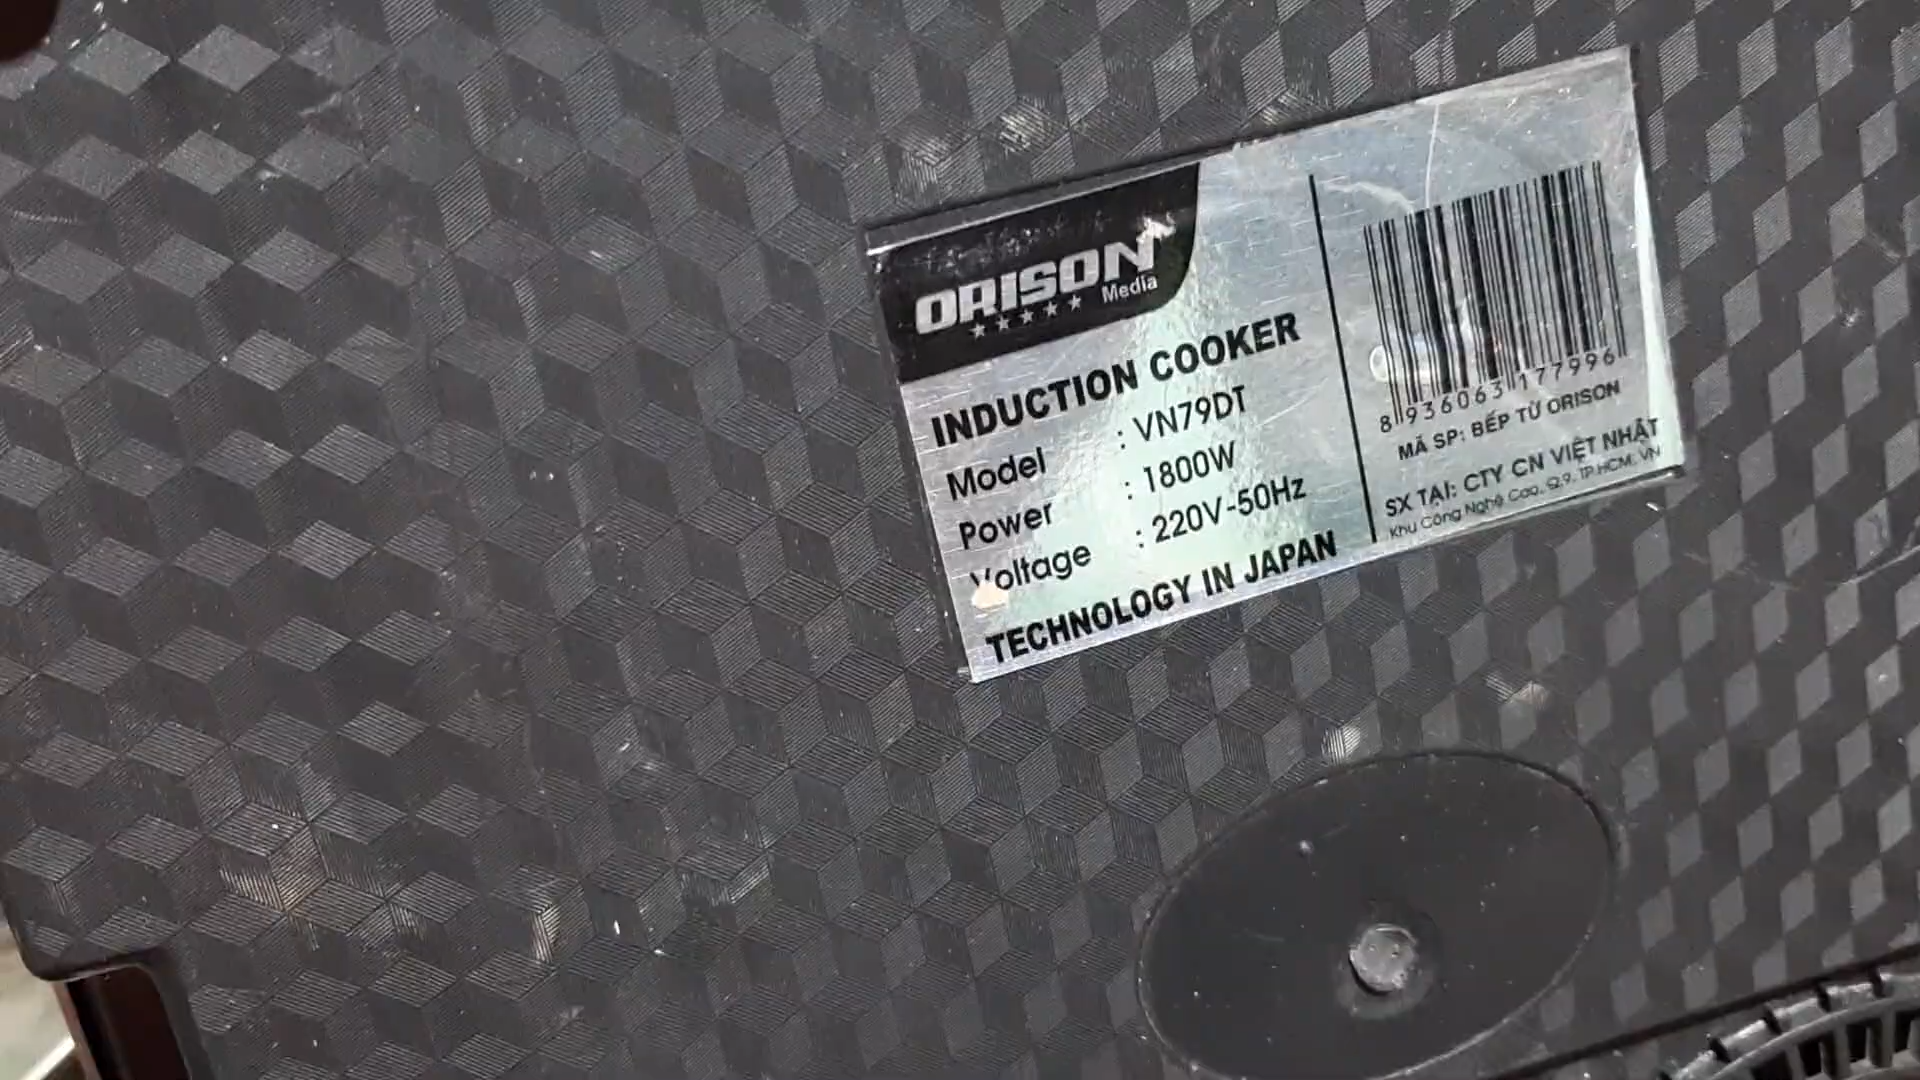 ORISON
Media
INDUCTION COOKER
Model : VN79DT
Power : 1800W
Voltage : 220V-50Hz
TECHNOLOGY IN JAPAN
8 936063 177996
MÃ SP: BẾP TỪ ORISON
SX TẠI: CTY CN VIỆT NHẬT
Khu Công Nghệ Cao, Q.9, TP.HCM, VN